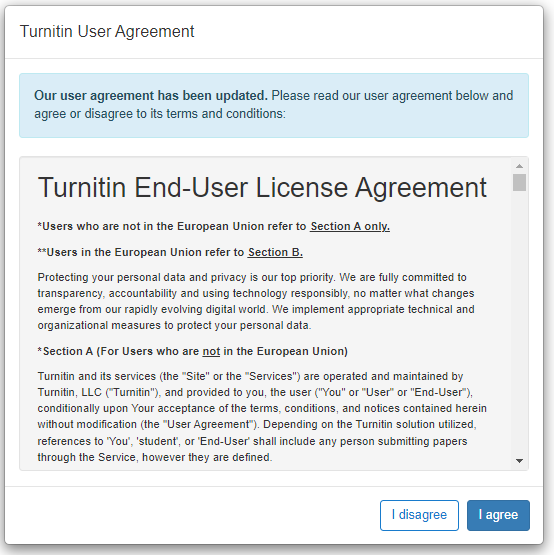 Turnitin User Agreement
Our user agreement has been updated. Please read our user agreement below and
agree or disagree to its terms and conditions:
Turnitin End-User License Agreement
*Users who are not in the European Union refer to Section A only.
**Users in the European Union refer to Section B.
Protecting your personal data and privacy is our top priority. We are fully committed to
transparency, accountability and using technology responsibly, no matter what changes
emerge from our rapidly evolving digital world. We implement appropriate technical and
organizational measures to protect your personal data.
*Section A (For Users who are not in the European Union)
Turnitin and its services (the "Site" or the "Services") are operated and maintained by
Turnitin, LLC ("Turnitin"), and provided to you, the user ("You" or "User" or "End-User"),
conditionally upon Your acceptance of the terms, conditions, and notices contained herein
without modification (the "User Agreement"). Depending on the Turnitin solution utilized,
references to 'You', 'student', or 'End-User' shall include any person submitting papers
through the Service, however they are defined.
I disagree
I agree